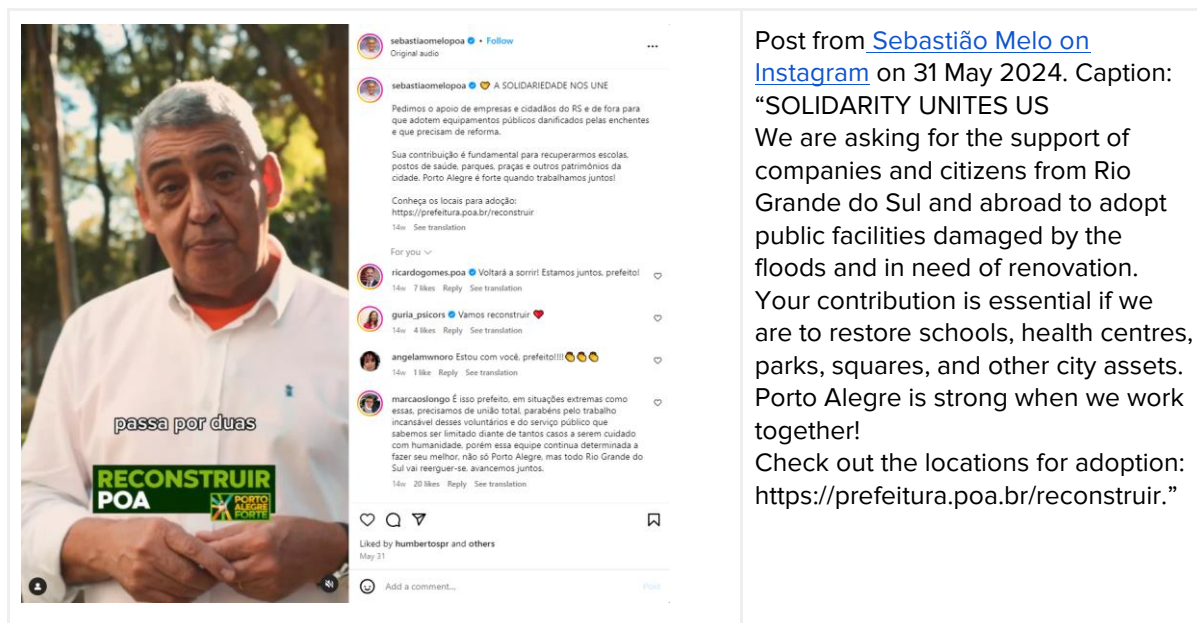 passa por duas
RECONSTRUIR
POA
PORTO
ALEGRE
FORTE
sebastiaomelopoa • Follow
Original audio
sebastiaomelopoa A SOLIDARIEDADE NOS UNE
Pedimos o apoio de empresas e cidadãos do RS e de fora para
que adotem equipamentos públicos danificados pelas enchentes
e que precisam de reforma.
Sua contribuição é fundamental para recuperarmos escolas,
postos de saúde, parques, praças e outros patrimônios da
cidade. Porto Alegre é forte quando trabalhamos juntos!
Conheça os locais para adoção:
https://prefeitura.poa.br/reconstruir
14w See translation
For you
ricardogomes.poa Voltará a sorrir! Estamos juntos, prefeito!
14w 7 likes Reply See translation
guria_psicors Vamos reconstruir ❤️
14w 4 likes Reply See translation
angelamwnoro Estou com você, prefeito!!!!👏👏👏
14w 1 like Reply See translation
marcaoslongo É isso prefeito, em situações extremas como
essas, precisamos de união total, parabéns pelo trabalho
incansável desses voluntários e do serviço público que
sabemos ser limitado diante de tantos casos a serem cuidado
com humanidade, porém essa equipe continua determinada a
fazer seu melhor, não só Porto Alegre, mas todo Rio Grande do
Sul vai reerguer-se. avancemos juntos.
14w 20 likes Reply See translation
Liked by humbertospr and others
May 31
Add a comment...
Post
Post from Sebastião Melo on
Instagram on 31 May 2024. Caption:
“SOLIDARITY UNITES US
We are asking for the support of
companies and citizens from Rio
Grande do Sul and abroad to adopt
public facilities damaged by the
floods and in need of renovation.
Your contribution is essential if we
are to restore schools, health centres,
parks, squares, and other city assets.
Porto Alegre is strong when we work
together!
Check out the locations for adoption:
https://prefeitura.poa.br/reconstruir.”